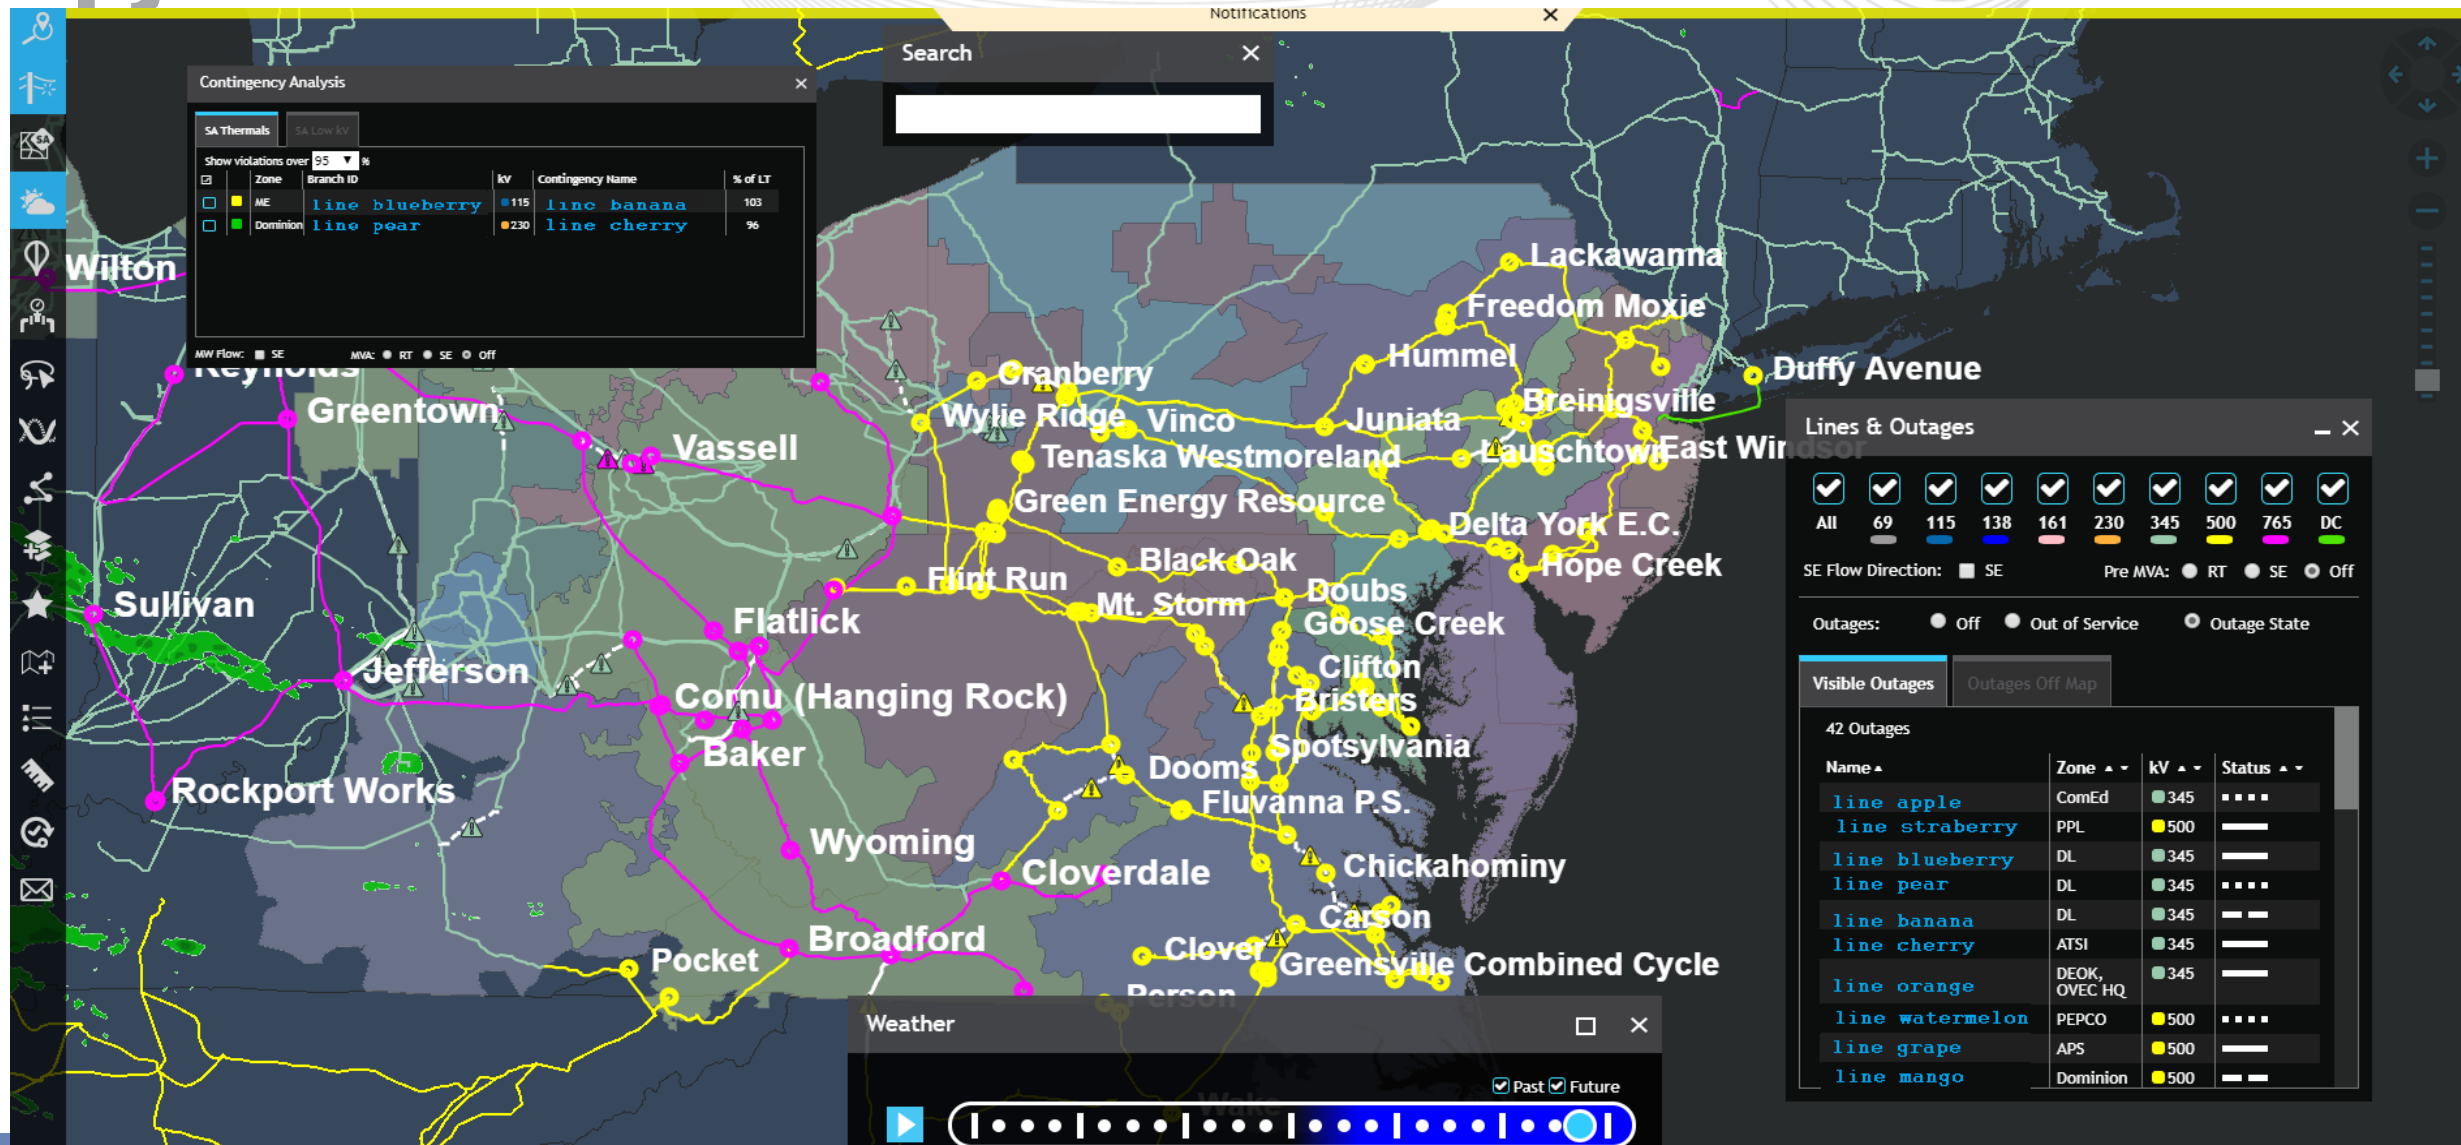 Notifications
Search
Contingency Analysis
SA Thermals SA Low kV
Show violations over 95 %
Zone Branch ID kV Contingency Name % of LT
ME line blueberry 115 line banana 103
Dominion line pear 230 line cherry 96
MW Flow: SE MVA: RT SE Off
Wilton
Lackawanna
Freedom Moxie
Hummel
Reynolds
Cranberry
Duffy Avenue
Greentown
Wylie Ridge
Vinco
Juniata
Breinigsville
Vassell
Tenaska Westmoreland
Lauschtown
East Windsor
Green Energy Resource
Delta York E.C.
Black Oak
Hope Creek
Flint Run
Doubs
Sullivan
Mt. Storm
Flatlick
Goose Creek
Jefferson
Clifton
Cornu (Hanging Rock)
Bristers
Baker
Spotsylvania
Dooms
Rockport Works
Fluvanna P.S.
Wyoming
Cloverdale
Chickahominy
Carson
Broadford
Clover
Pocket
Greensville Combined Cycle
Person
Lines & Outages
All 69 115 138 161 230 345 500 765 DC
SE Flow Direction: SE Pre MVA: RT SE Off
Outages: Off Out of Service Outage State
Visible Outages Outages Off Map
42 Outages
Name Zone kV Status
line apple ComEd 345
line straberry PPL 500
line blueberry DL 345
line pear DL 345
line banana DL 345
line cherry ATSI 345
line orange DEOK, 345
OVEC HQ
line watermelon PEPCO 500
line grape APS 500
line mango Dominion 500
Weather
Past Future
Wake